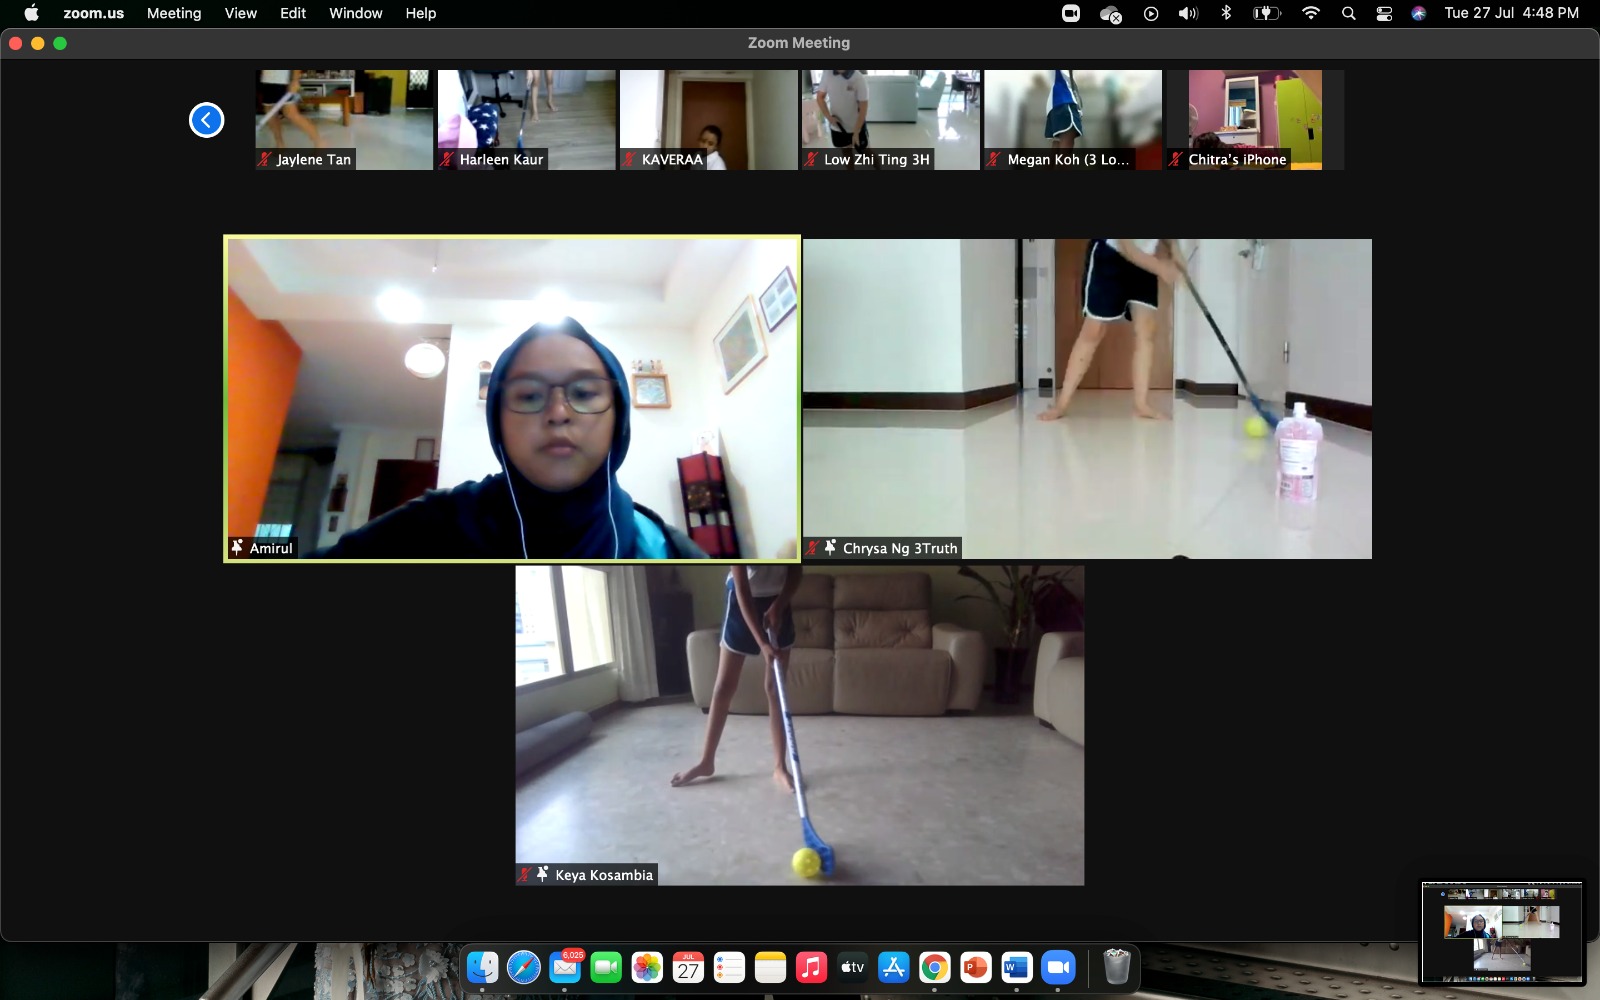 zoom.us Meeting View Edit Window Help Tue 27 Jul 4:48 PM
Zoom Meeting
Jaylene Tan
Harleen Kaur
KAVERAA
Low Zhi Ting 3H
Megan Koh (3 Lo...
Chitra's iPhone
Amirul
Chrysa Ng 3Truth
Keya Kosambia
6,025
JUL
27
tv
P
W